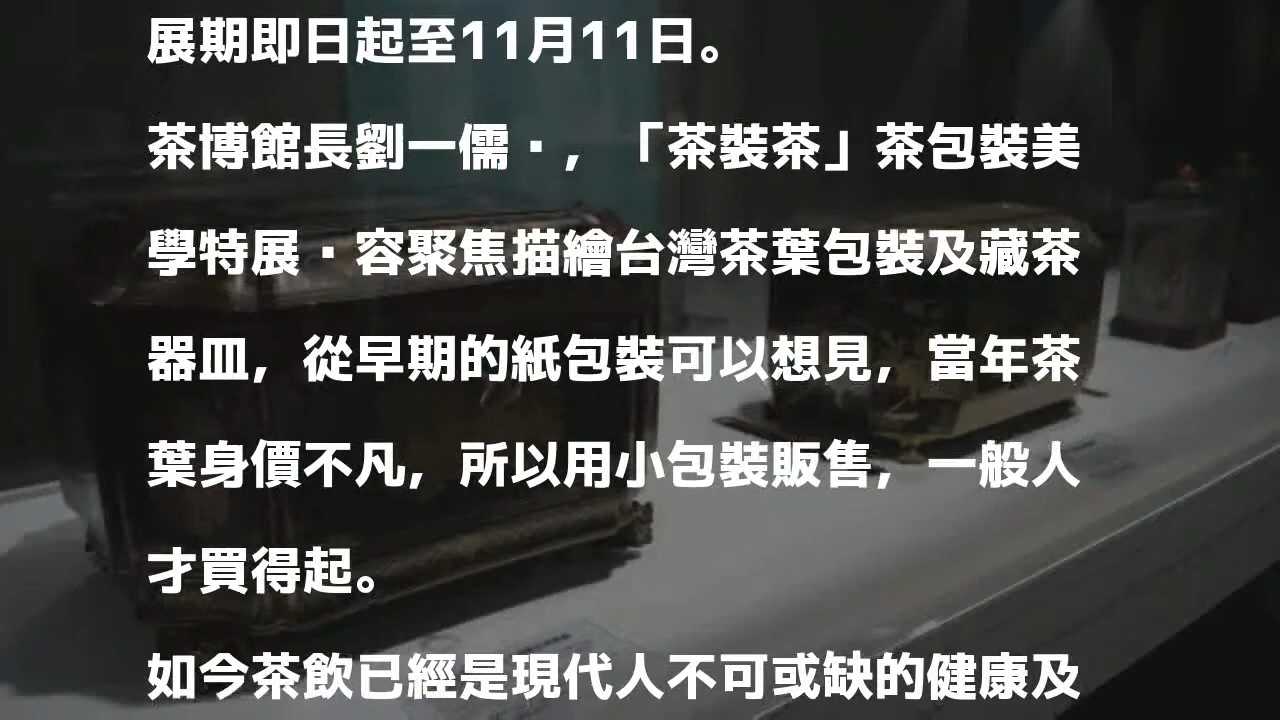 展期即日起至11月11日。
茶博館長劉一儒·，「茶裝茶」茶包裝美
學特展·容聚焦描繪台灣茶葉包裝及藏茶
器皿，從早期的紙包裝可以想見，當年茶
葉身價不凡，所以用小包裝販售，一般人
才買得起。
如今茶飲已經是現代人不可或缺的健康及